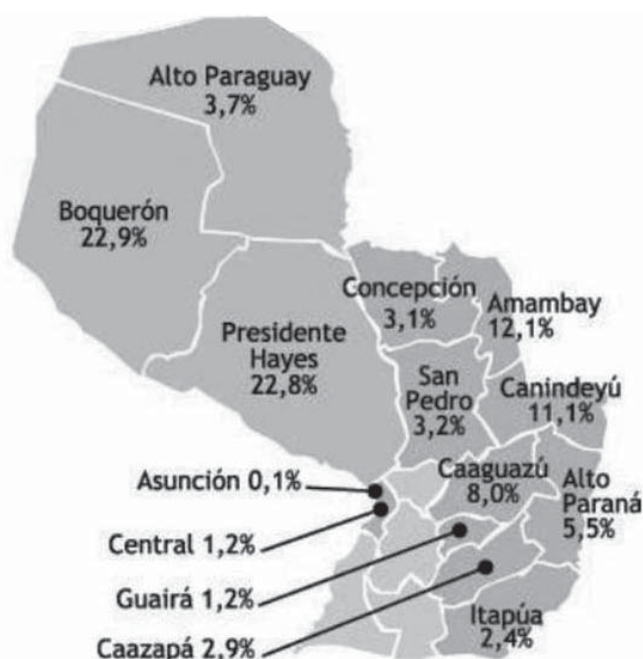 Alto Paraguay
3,7%
Boquerón
22,9%
Concepción
3,1%
Amambay
12,1%
Presidente
Hayes
22,8%
San
Pedro
3,2%
Canindeyú
11,1%
Asunción 0,1%
Caaguazú
8,0%
Alto
Paraná
5,5%
Central 1,2%
Guairá 1,2%
Itapúa
2,4%
Caazapá 2,9%